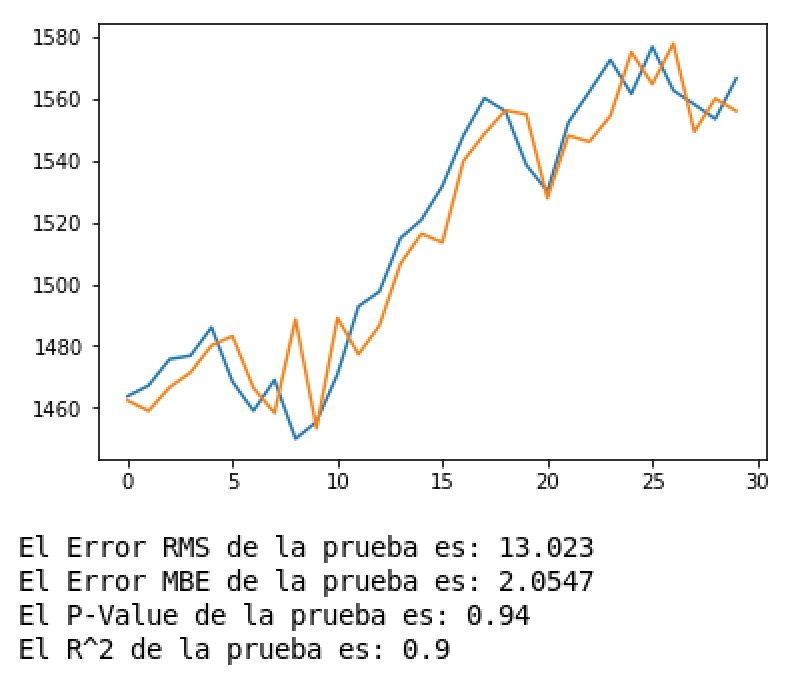 1580
1560
1540
1520
1500
1480
1460
0 5 10 15 20 25 30
El Error RMS de la prueba es: 13.023
El Error MBE de la prueba es: 2.0547
El P-Value de la prueba es: 0.94
El R^2 de la prueba es: 0.9